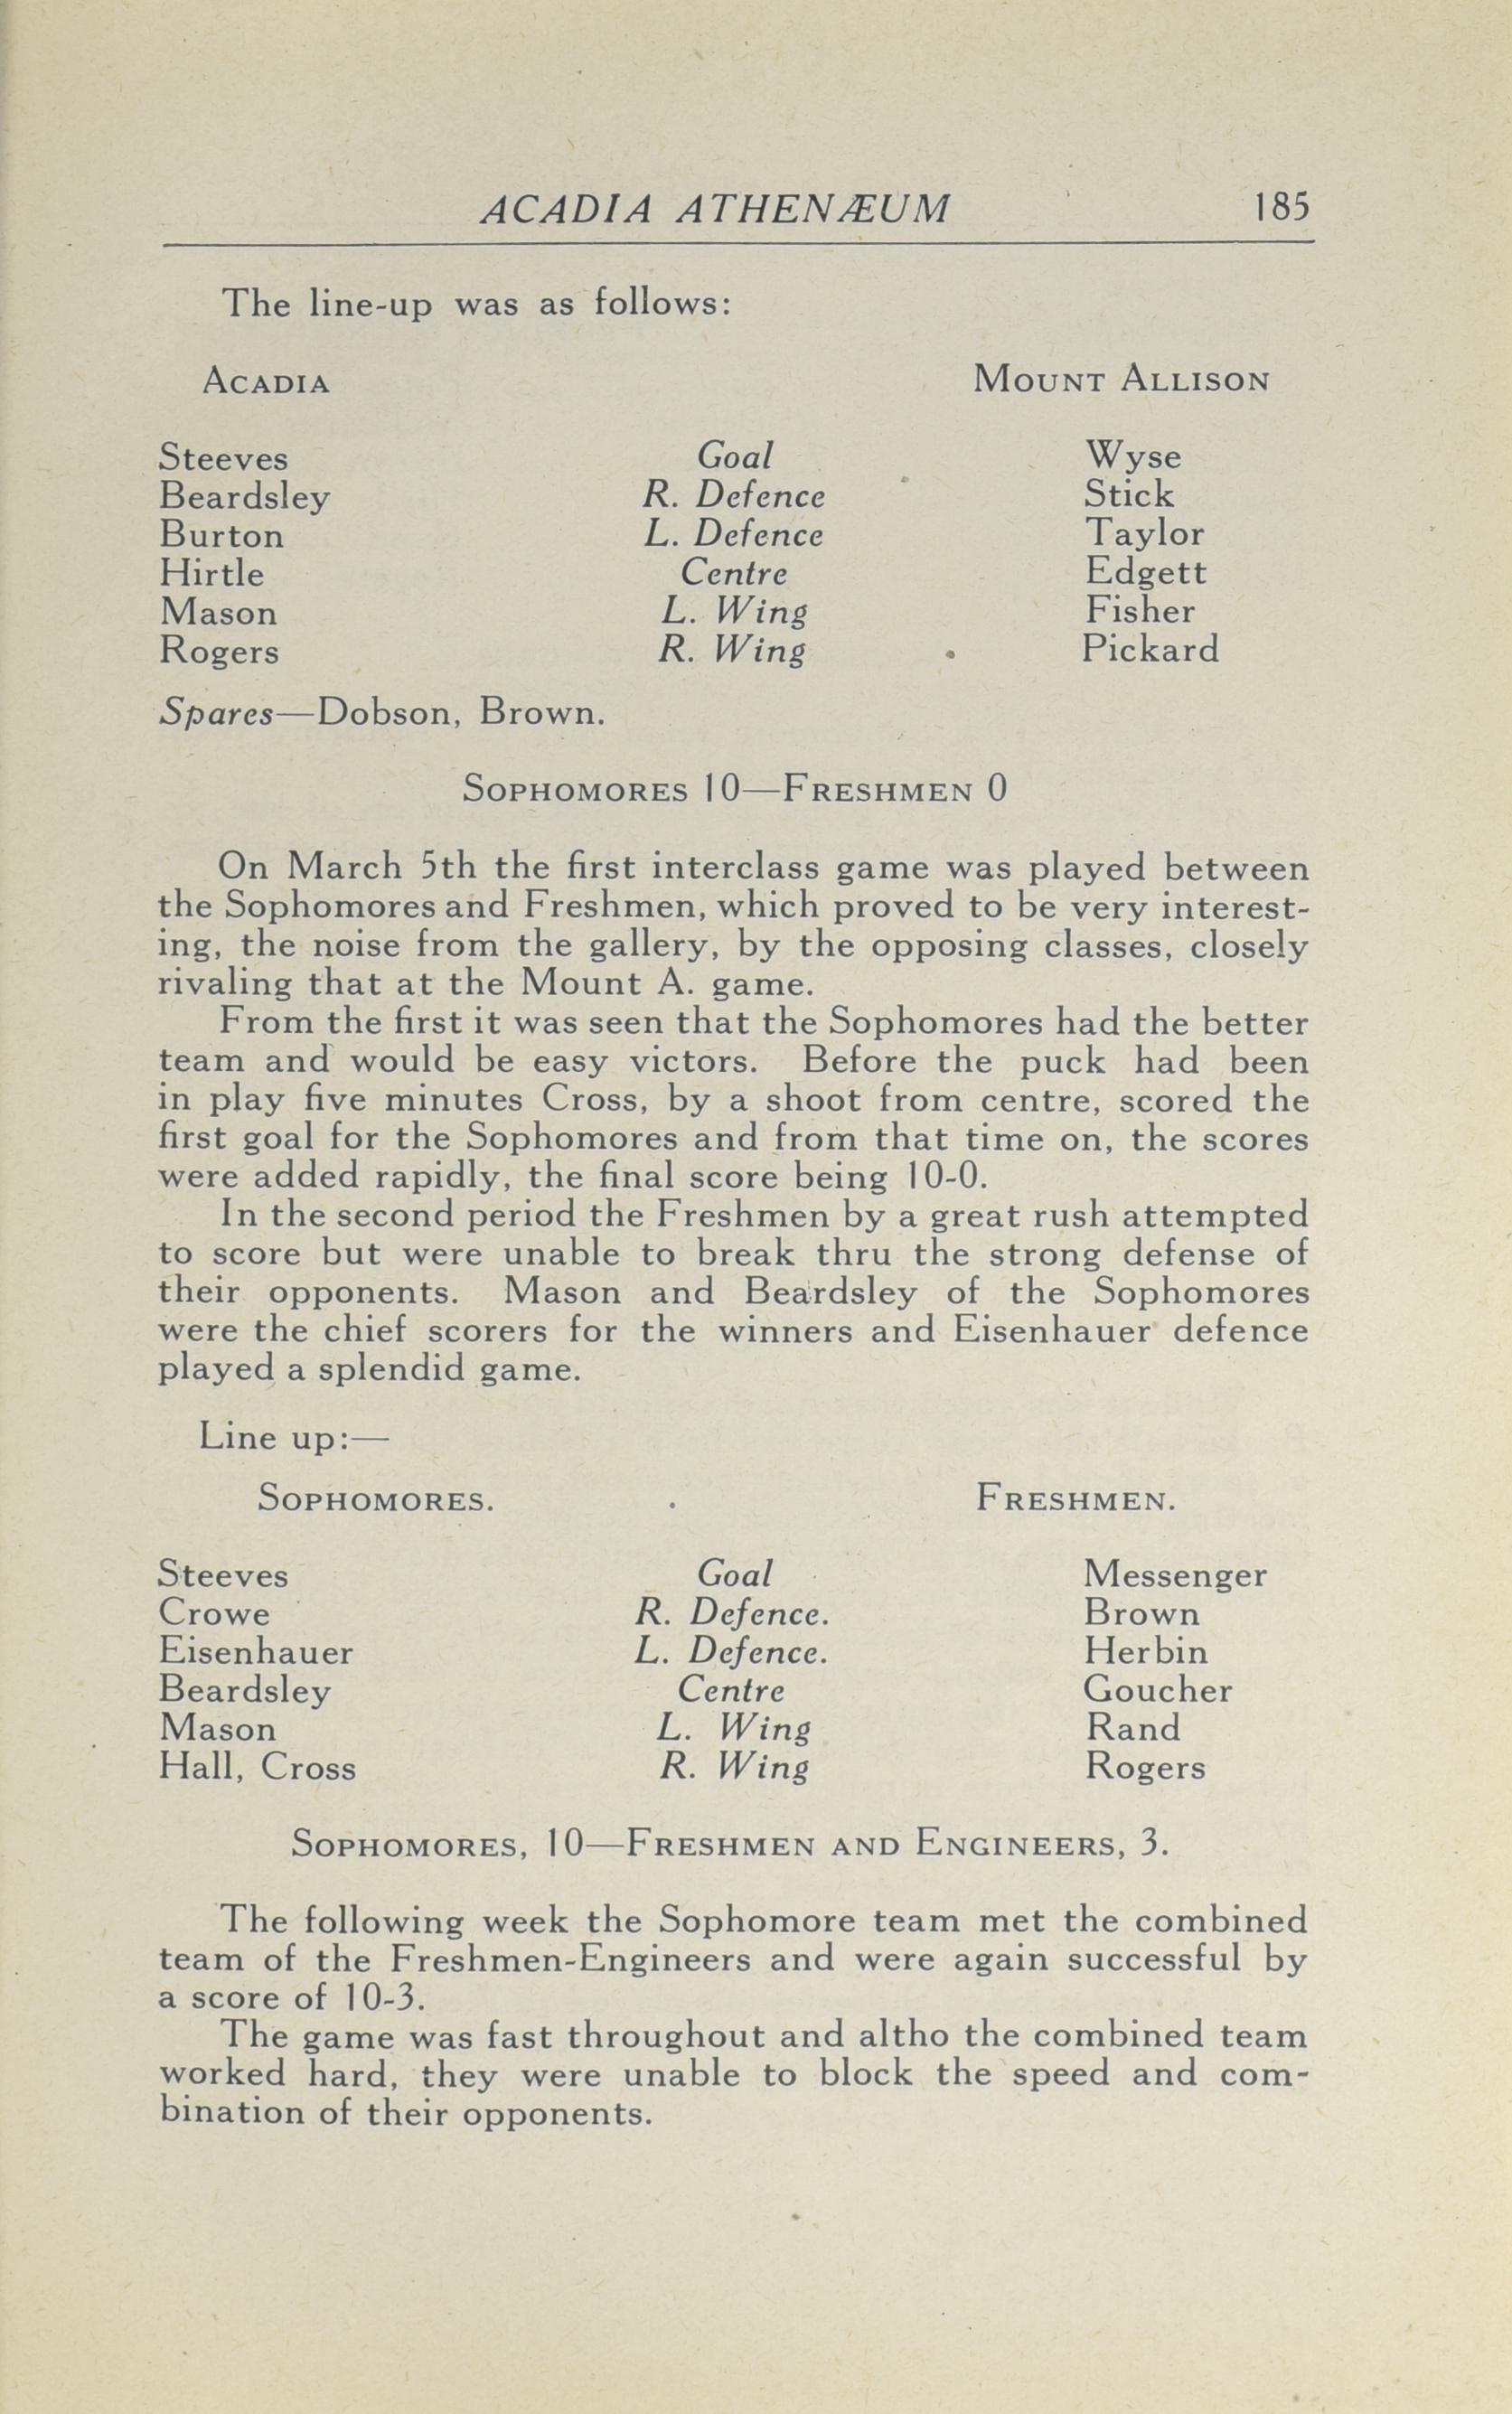 ACADIA ATHENÆUM 185
The line-up was as follows:
ACADIA MOUNT ALLISON
Steeves Goal Wyse
Beardsley R. Defence Stick
Burton L. Defence Taylor
Hirtle Centre Edgett
Mason L. Wing Fisher
Rogers R. Wing Pickard
Spares—Dobson, Brown.
SOPHOMORES 10—FRESHMEN 0
On March 5th the first interclass game was played between
the Sophomores and Freshmen, which proved to be very interest-
ing, the noise from the gallery, by the opposing classes, closely
rivaling that at the Mount A. game.
From the first it was seen that the Sophomores had the better
team and would be easy victors. Before the puck had been
in play five minutes Cross, by a shoot from centre, scored the
first goal for the Sophomores and from that time on, the scores
were added rapidly, the final score being 10-0.
In the second period the Freshmen by a great rush attempted
to score but were unable to break thru the strong defense of
their opponents. Mason and Beardsley of the Sophomores
were the chief scorers for the winners and Eisenhauer defence
played a splendid game.
Line up:—
SOPHOMORES. FRESHMEN.
Steeves Goal Messenger
Crowe R. Defence. Brown
Eisenhauer L. Defence. Herbin
Beardsley Centre Goucher
Mason L. Wing Rand
Hall, Cross R. Wing Rogers
SOPHOMORES, 10—FRESHMEN AND ENGINEERS, 3.
The following week the Sophomore team met the combined
team of the Freshmen-Engineers and were again successful by
a score of 10-3.
The game was fast throughout and altho the combined team
worked hard, they were unable to block the speed and com-
bination of their opponents.